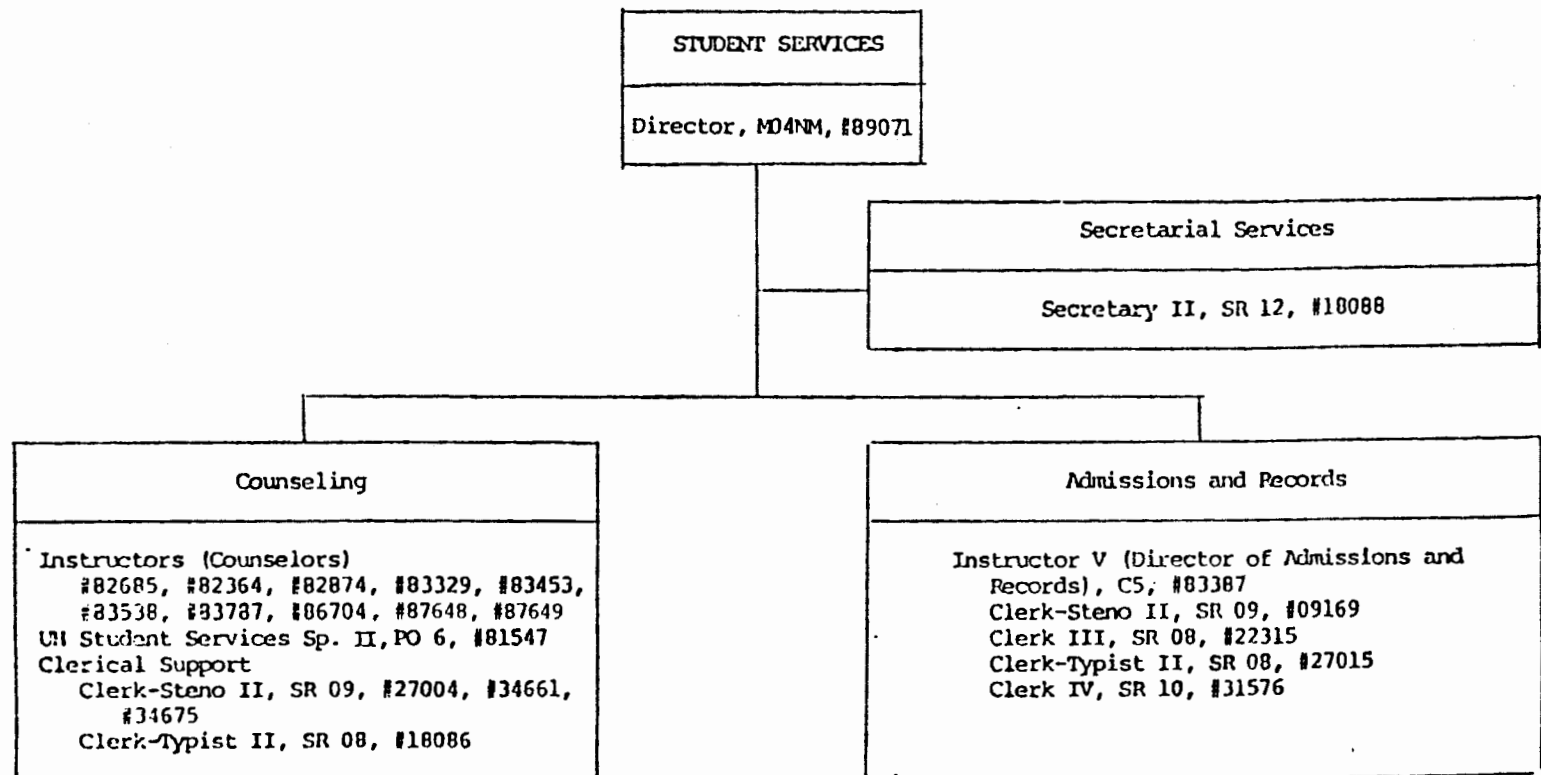 STUDENT SERVICES
Director, M04NM, #89071
Secretarial Services
Secretary II, SR 12, #18088
Counseling
Instructors (Counselors)
#82685, #82364, #82874, #83329, #83453,
#83538, #83787, #86704, #87648, #87649
UH Student Services Sp. II, PO 6, #81547
Clerical Support
Clerk-Steno II, SR 09, #27004, #34661,
#34675
Clerk-Typist II, SR 08, #18086
Admissions and Records
Instructor V (Director of Admissions and
Records), C5, #83387
Clerk-Steno II, SR 09, #09169
Clerk III, SR 08, #22315
Clerk-Typist II, SR 08, #27015
Clerk IV, SR 10, #31576